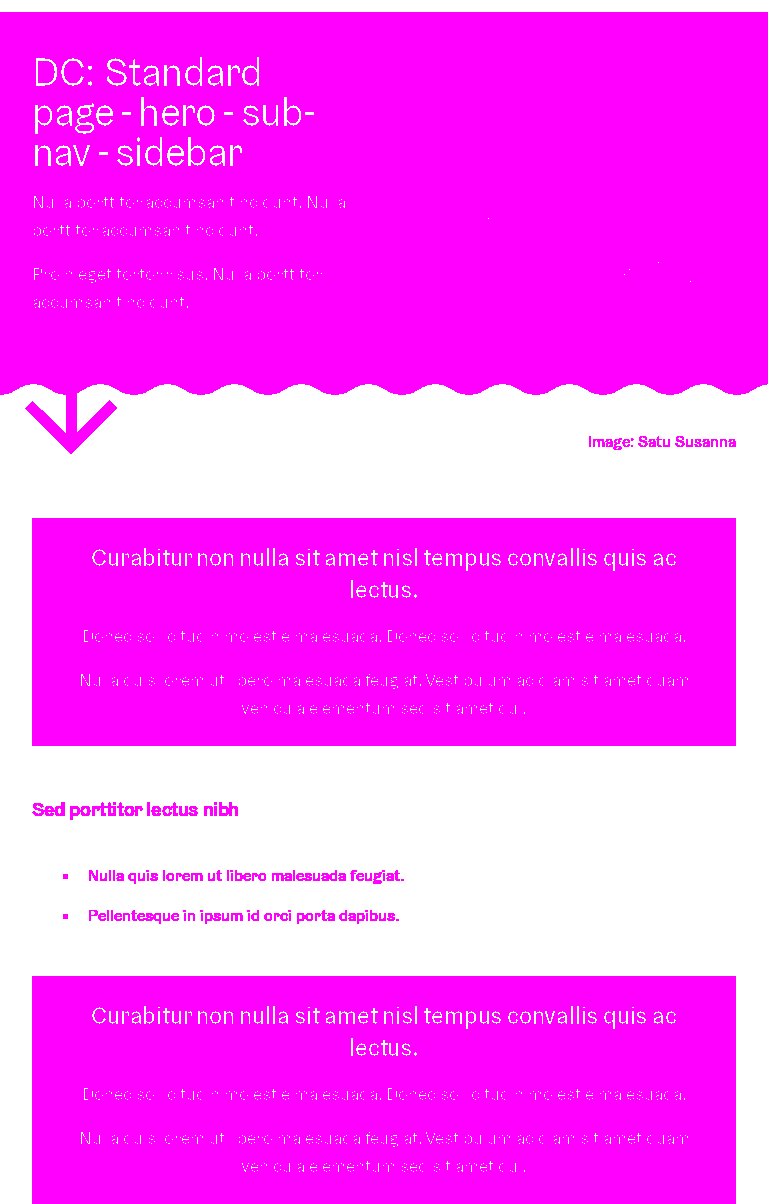 DC: Standard
page - hero - sub-
nav - sidebar
Nulla porttitor accumsan tincidunt. Nulla
porttitor accumsan tincidunt.
Proin eget tortor risus. Nulla porttitor
accumsan tincidunt.
Image: Satu Susanna
Curabitur non nulla sit amet nisl tempus convallis quis ac
lectus.
Donec sollicitudin molestie malesuada. Donec sollicitudin molestie malesuada.
Nulla quis lorem ut libero malesuada feugiat. Vestibulum ac diam sit amet quam
vehicula elementum sed sit amet dui.
Sed porttitor lectus nibh
Nulla quis lorem ut libero malesuada feugiat.
Pellentesque in ipsum id orci porta dapibus.
Curabitur non nulla sit amet nisl tempus convallis quis ac
lectus.
Donec sollicitudin molestie malesuada. Donec sollicitudin molestie malesuada.
Nulla quis lorem ut libero malesuada feugiat. Vestibulum ac diam sit amet quam
vehicula elementum sed sit amet dui.